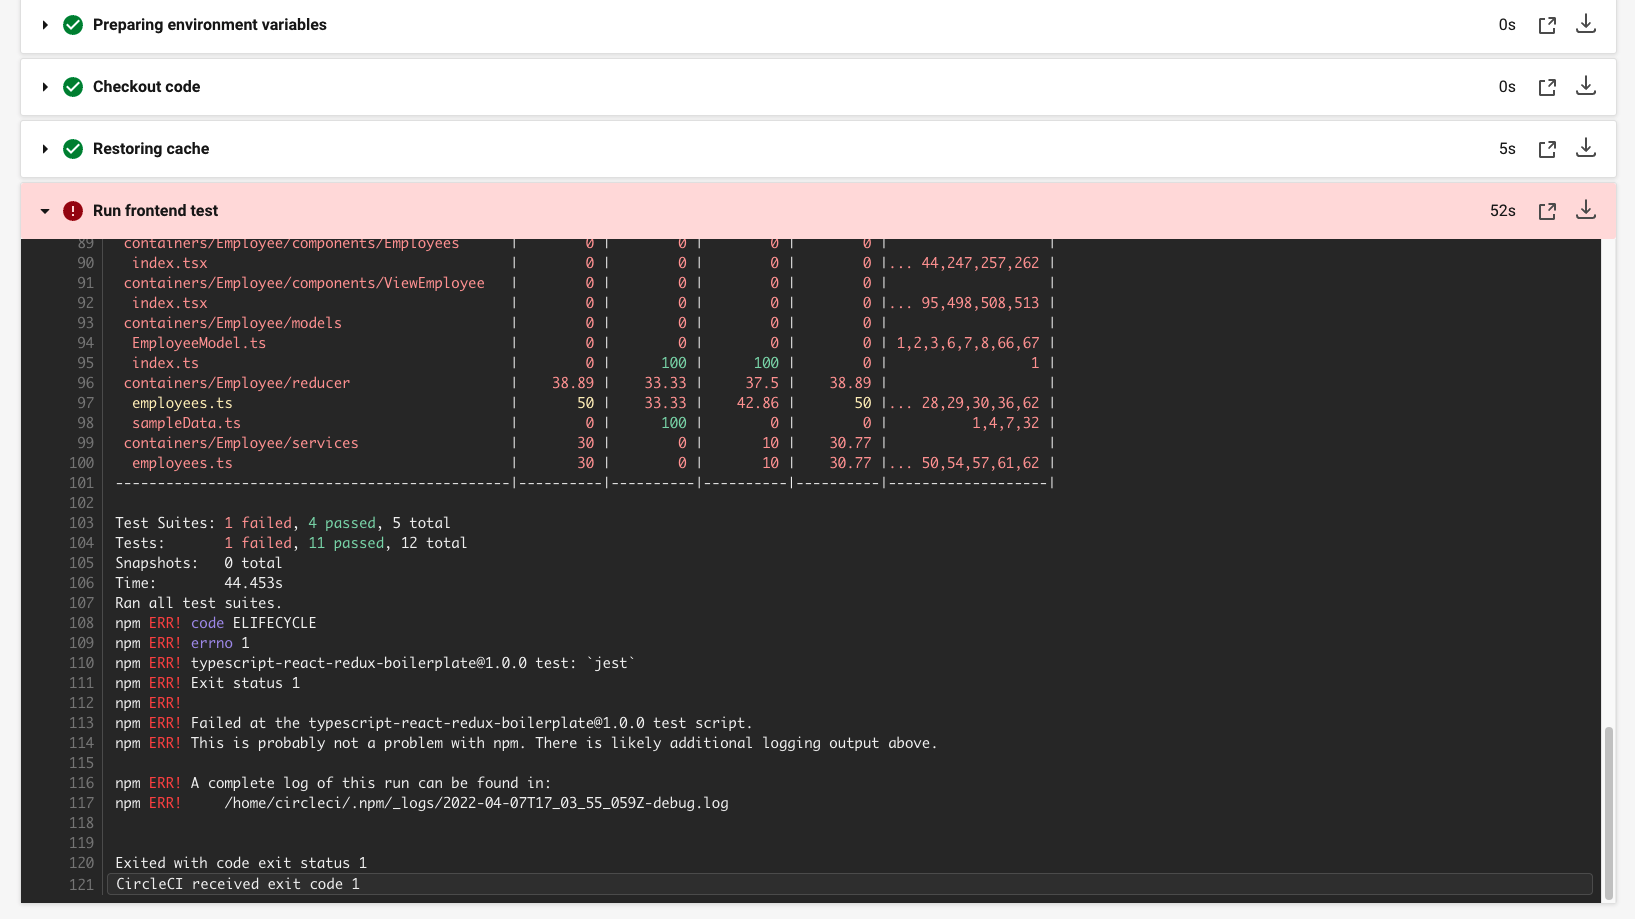 Preparing environment variables 0s
Checkout code 0s
Restoring cache 5s
Run frontend test 52s
89 containers/Employee/components/Employees | 0 | 0 | 0 | 0 | |
90 index.tsx | 0 | 0 | 0 | 0 |... 44,247,257,262 |
91 containers/Employee/components/ViewEmployee | 0 | 0 | 0 | 0 | |
92 index.tsx | 0 | 0 | 0 | 0 |... 95,498,508,513 |
93 containers/Employee/models | 0 | 0 | 0 | 0 | |
94 EmployeeModel.ts | 0 | 0 | 0 | 0 | 1,2,3,6,7,8,66,67 |
95 index.ts | 0 | 100 | 100 | 0 | 1 |
96 containers/Employee/reducer | 38.89 | 33.33 | 37.5 | 38.89 | |
97 employees.ts | 50 | 33.33 | 42.86 | 50 |... 28,29,30,36,62 |
98 sampleData.ts | 0 | 100 | 0 | 0 | 1,4,7,32 |
99 containers/Employee/services | 30 | 0 | 10 | 30.77 | |
100 employees.ts | 30 | 0 | 10 | 30.77 |... 50,54,57,61,62 |
101 -----------------------------------------------|----------|----------|----------|----------|-------------------|
102
103 Test Suites: 1 failed, 4 passed, 5 total
104 Tests: 1 failed, 11 passed, 12 total
105 Snapshots: 0 total
106 Time: 44.453s
107 Ran all test suites.
108 npm ERR! code ELIFECYCLE
109 npm ERR! errno 1
110 npm ERR! typescript-react-redux-boilerplate@1.0.0 test: `jest`
111 npm ERR! Exit status 1
112 npm ERR!
113 npm ERR! Failed at the typescript-react-redux-boilerplate@1.0.0 test script.
114 npm ERR! This is probably not a problem with npm. There is likely additional logging output above.
115
116 npm ERR! A complete log of this run can be found in:
117 npm ERR! /home/circleci/.npm/_logs/2022-04-07T17_03_55_059Z-debug.log
118
119
120 Exited with code exit status 1
121 CircleCI received exit code 1